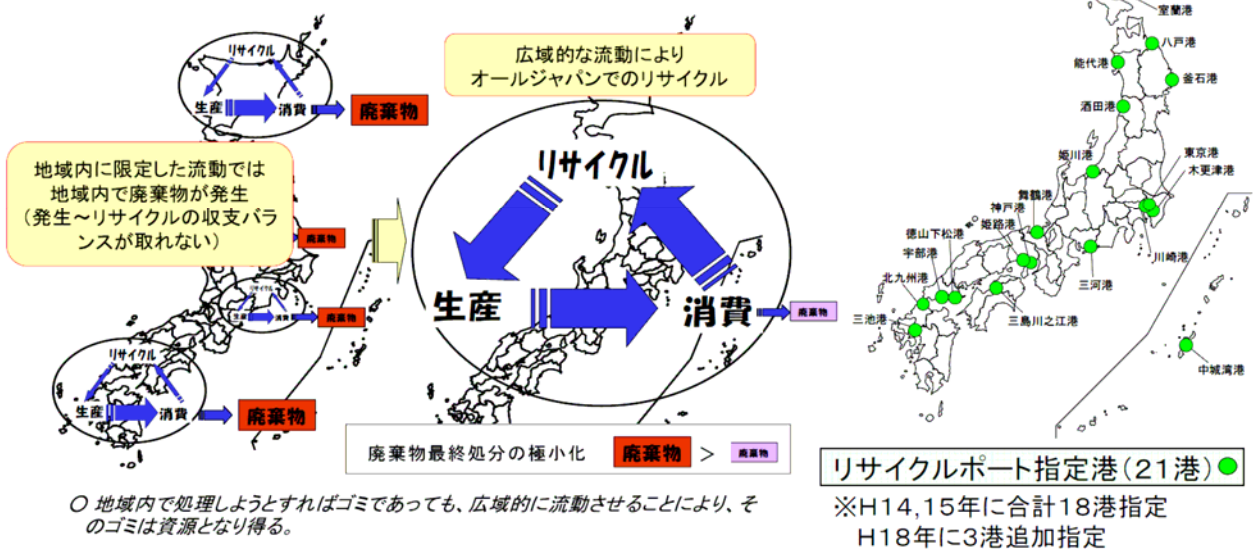 リサイクル
生産
消費
廃棄物
地域内に限定した流動では
地域内で廃棄物が発生
（発生～リサイクルの収支バラ
ンスが取れない）
廃棄物
リサイクル
生産
消費
廃棄物
リサイクル
生産
消費
廃棄物
広域的な流動により
オールジャパンでのリサイクル
リサイクル
生産
消費
廃棄物
廃棄物最終処分の極小化 廃棄物 > 廃棄物
○ 地域内で処理しようとすればゴミであっても、広域的に流動させることにより、そ
のゴミは資源となり得る。
室蘭港
八戸港
能代港
釜石港
酒田港
姫川港
東京港
木更津港
舞鶴港
神戸港
姫路港
徳山下松港
宇部港
川崎港
北九州港
三河港
三池港
三島川之江港
中城湾港
リサイクルポート指定港（21港）
※H14,15年に合計18港指定
H18年に3港追加指定